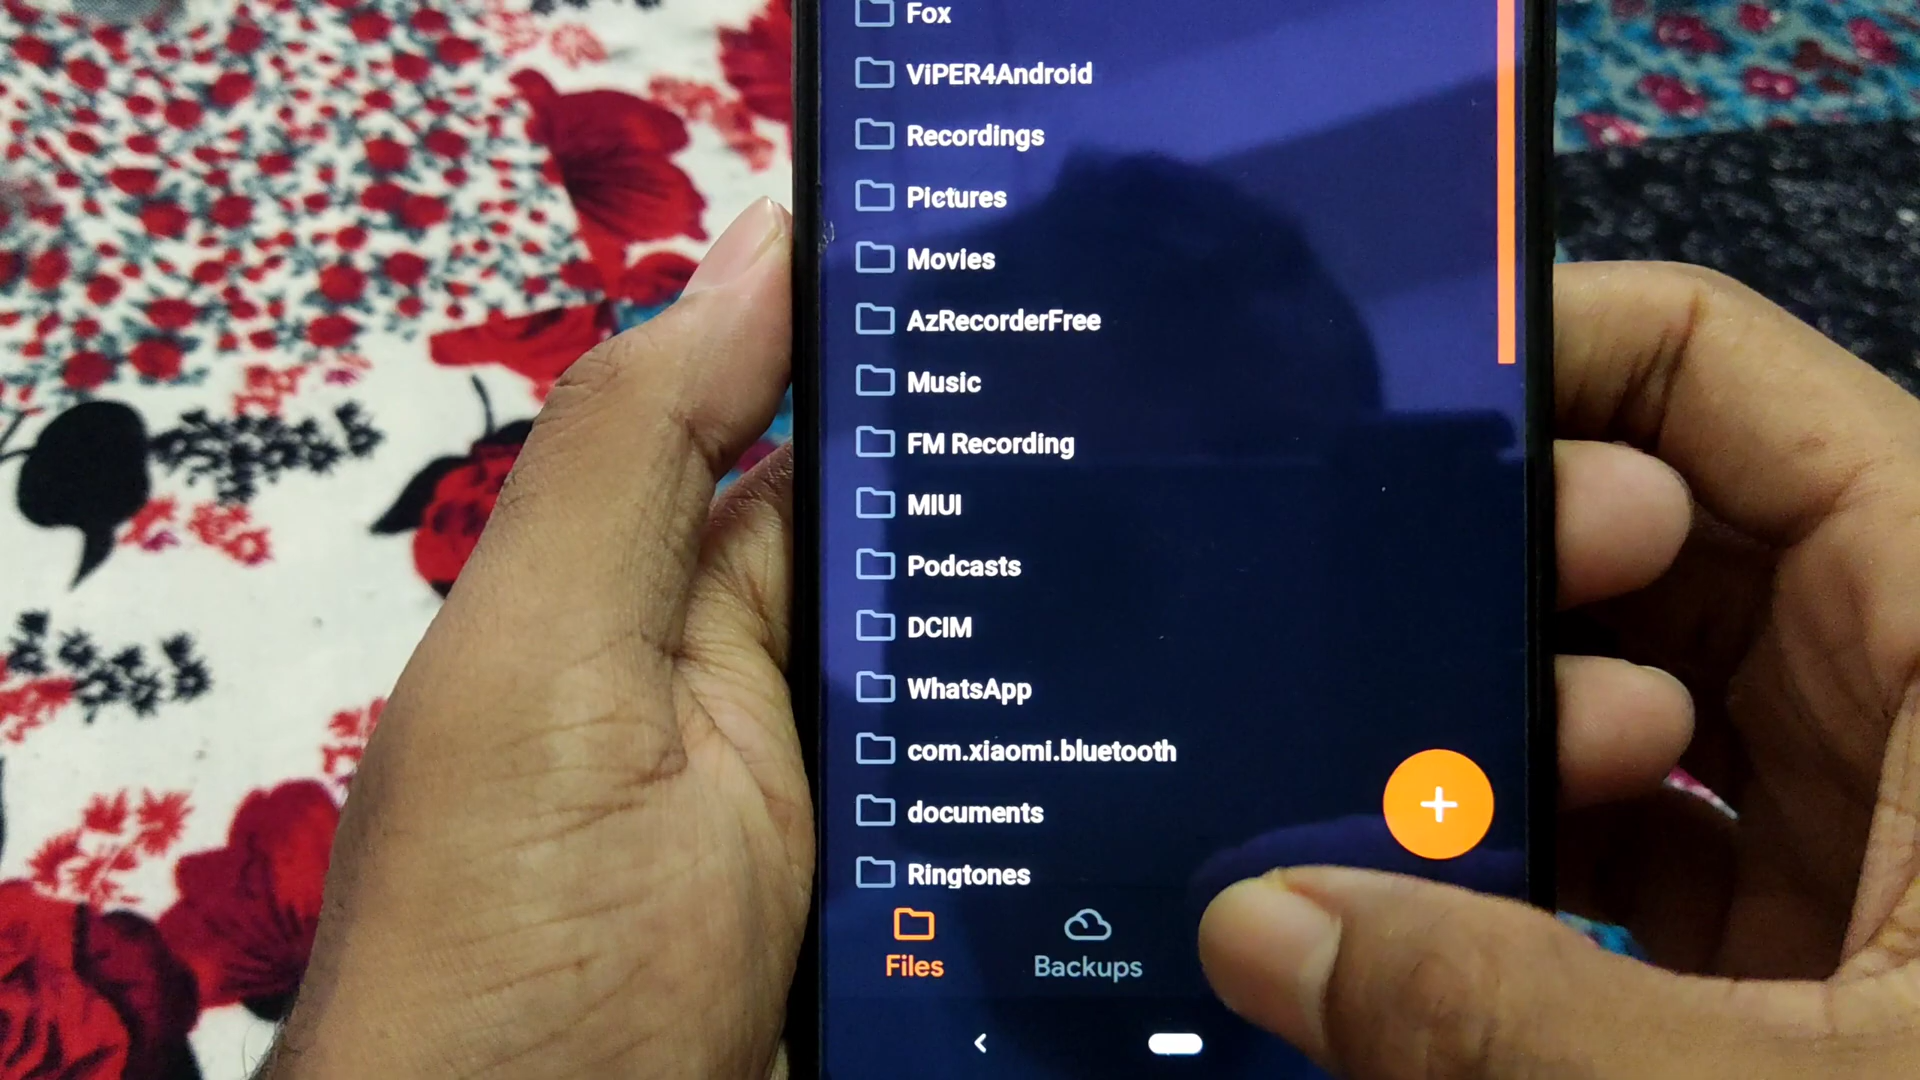 Fox
ViPER4Android
Recordings
Pictures
Movies
AzRecorderFree
Music
FM Recording
MIUI
Podcasts
DCIM
WhatsApp
com.xiaomi.bluetooth
documents
Ringtones
Files
Backups